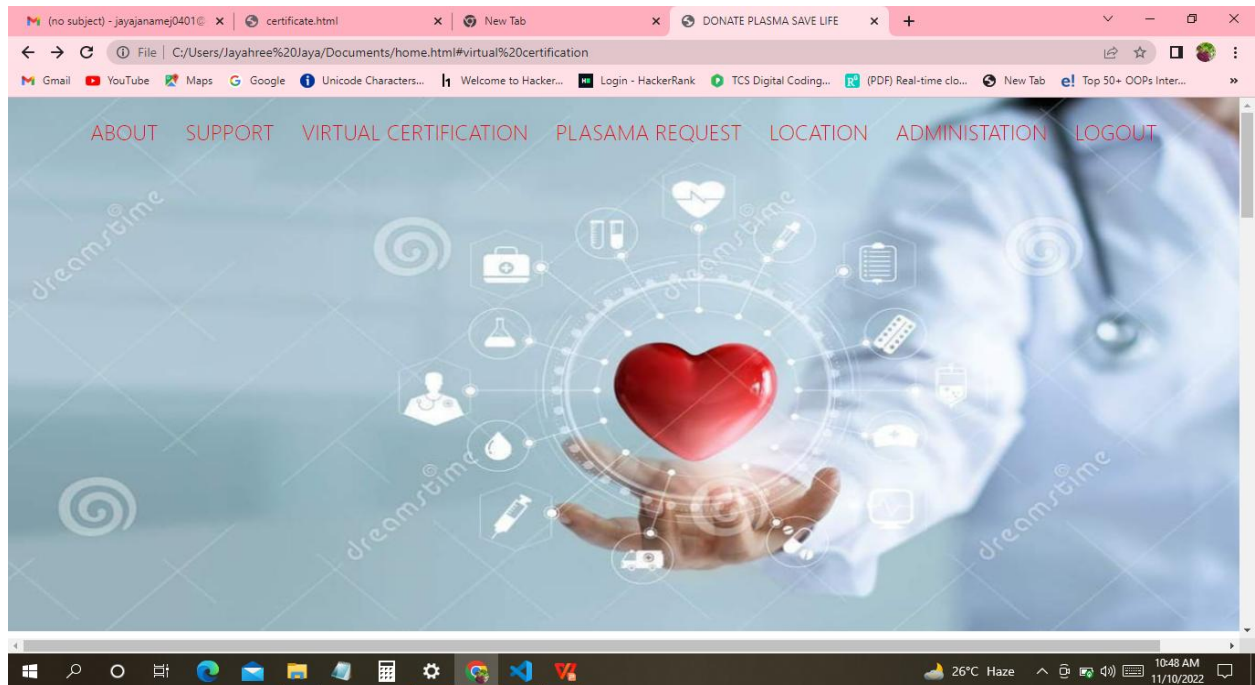 (no subject) - jayajanamej0401@
certificate.html
New Tab
DONATE PLASMA SAVE LIFE
File | C:/Users/Jayahree%20Jaya/Documents/home.html#virtual%20certification
Gmail YouTube Maps Google Unicode Characters... Welcome to Hacker... Login - HackerRank TCS Digital Coding... (PDF) Real-time clo... New Tab Top 50+ OOPs Inter... »
ABOUT SUPPORT VIRTUAL CERTIFICATION PLASAMA REQUEST LOCATION ADMINISTATION LOGOUT
dreamstime
dreamstime
dreamstime
dreamstime
dreamstime
26°C Haze
10:48 AM
11/10/2022